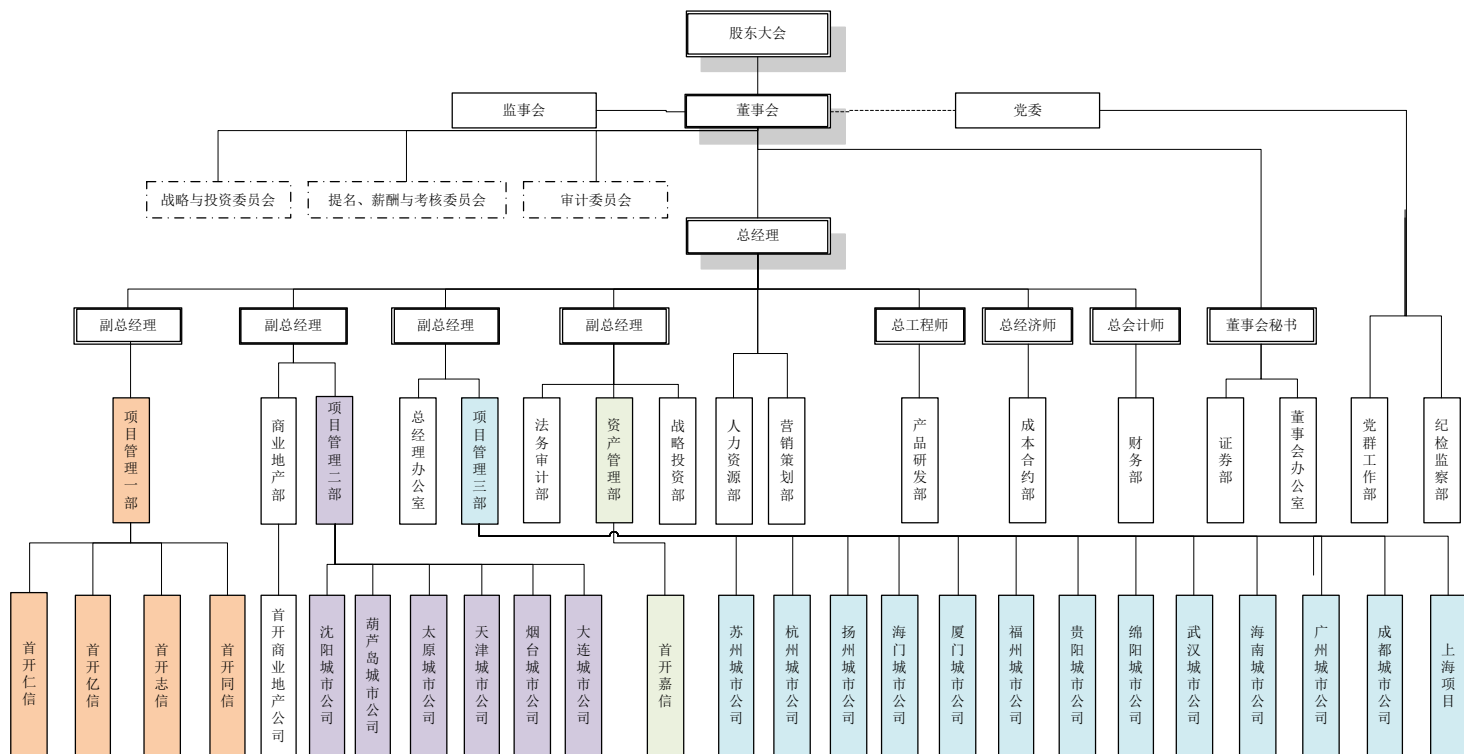 股东大会
监事会
董事会
党委
战略与投资委员会
提名、薪酬与考核委员会
审计委员会
总经理
副总经理
副总经理
副总经理
副总经理
总工程师
总经济师
总会计师
董事会秘书
项目管理一部
商业地产部
项目管理二部
总经理办公室
项目管理三部
法务审计部
资产管理部
战略投资部
人力资源部
营销策划部
产品研发部
成本合约部
财务部
证券部
董事会办公室
党群工作部
纪检监察部
首开仁信
首开亿信
首开志信
首开同信
首开商业地产公司
沈阳城市公司
葫芦岛城市公司
太原城市公司
天津城市公司
烟台城市公司
大连城市公司
首开嘉信
苏州城市公司
杭州城市公司
扬州城市公司
海门城市公司
厦门城市公司
福州城市公司
贵阳城市公司
绵阳城市公司
武汉城市公司
海南城市公司
广州城市公司
成都城市公司
上海项目